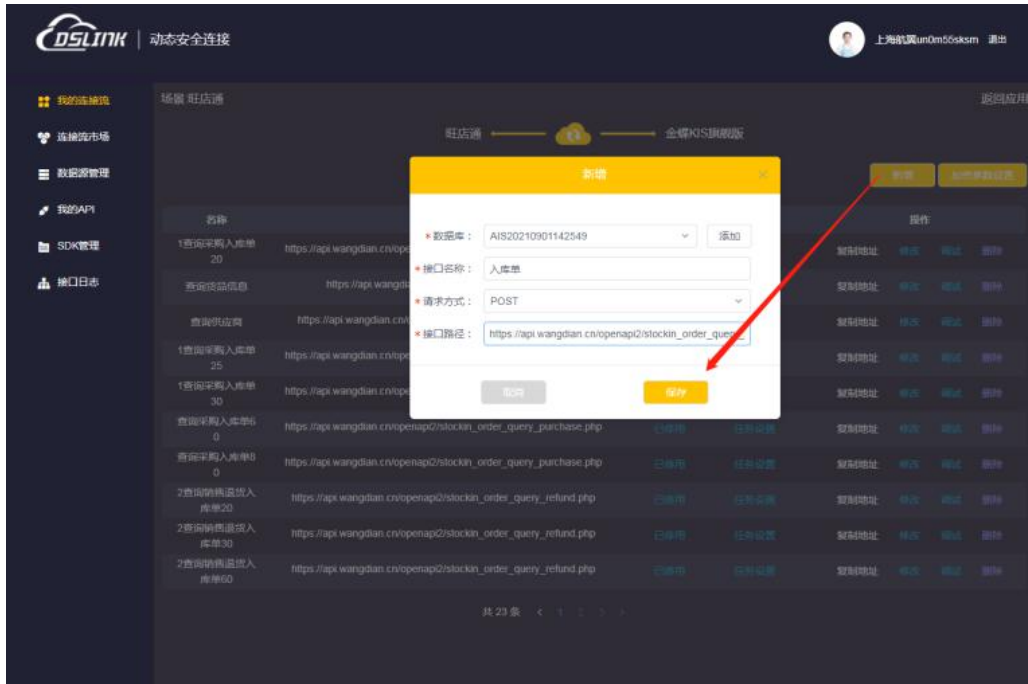 DSLINK | 动态安全连接
上海航翼un0m55sksm 退出
我的连接流
连接流市场
数据源管理
我的API
SDK管理
接口日志
场景:旺店通
返回应用
旺店通
金蝶KIS旗舰版
新增
加密参数设置
名称
操作
新增
*数据库：
AIS20210901142549
添加
*接口名称：
入库单
*请求方式：
POST
*接口路径：
https://api.wangdian.cn/openapi2/stockin_order_query_
取消
保存
1查询采购入库单
20
https://api.wangdian.cn/ope
复制地址 修改 调试 删除
查询货品信息
https://api.wangdi
复制地址 修改 调试 删除
查询供应商
https://api.wangdian.cn/
复制地址 修改 调试 删除
1查询采购入库单
25
https://api.wangdian.cn/ope
复制地址 修改 调试 删除
1查询采购入库单
30
https://api.wangdian.cn/ope
复制地址 修改 调试 删除
查询采购入库单6
0
https://api.wangdian.cn/openapi2/stockin_order_query_purchase.php
已停用 任务设置 复制地址 修改 调试 删除
查询采购入库单8
0
https://api.wangdian.cn/openapi2/stockin_order_query_purchase.php
已停用 任务设置 复制地址 修改 调试 删除
2查询销售退货入
库单20
https://api.wangdian.cn/openapi2/stockin_order_query_refund.php
已停用 任务设置 复制地址 修改 调试 删除
2查询销售退货入
库单30
https://api.wangdian.cn/openapi2/stockin_order_query_refund.php
已停用 任务设置 复制地址 修改 调试 删除
2查询销售退货入
库单60
https://api.wangdian.cn/openapi2/stockin_order_query_refund.php
已停用 任务设置 复制地址 修改 调试 删除
共 23 条 < 1 2 3 >